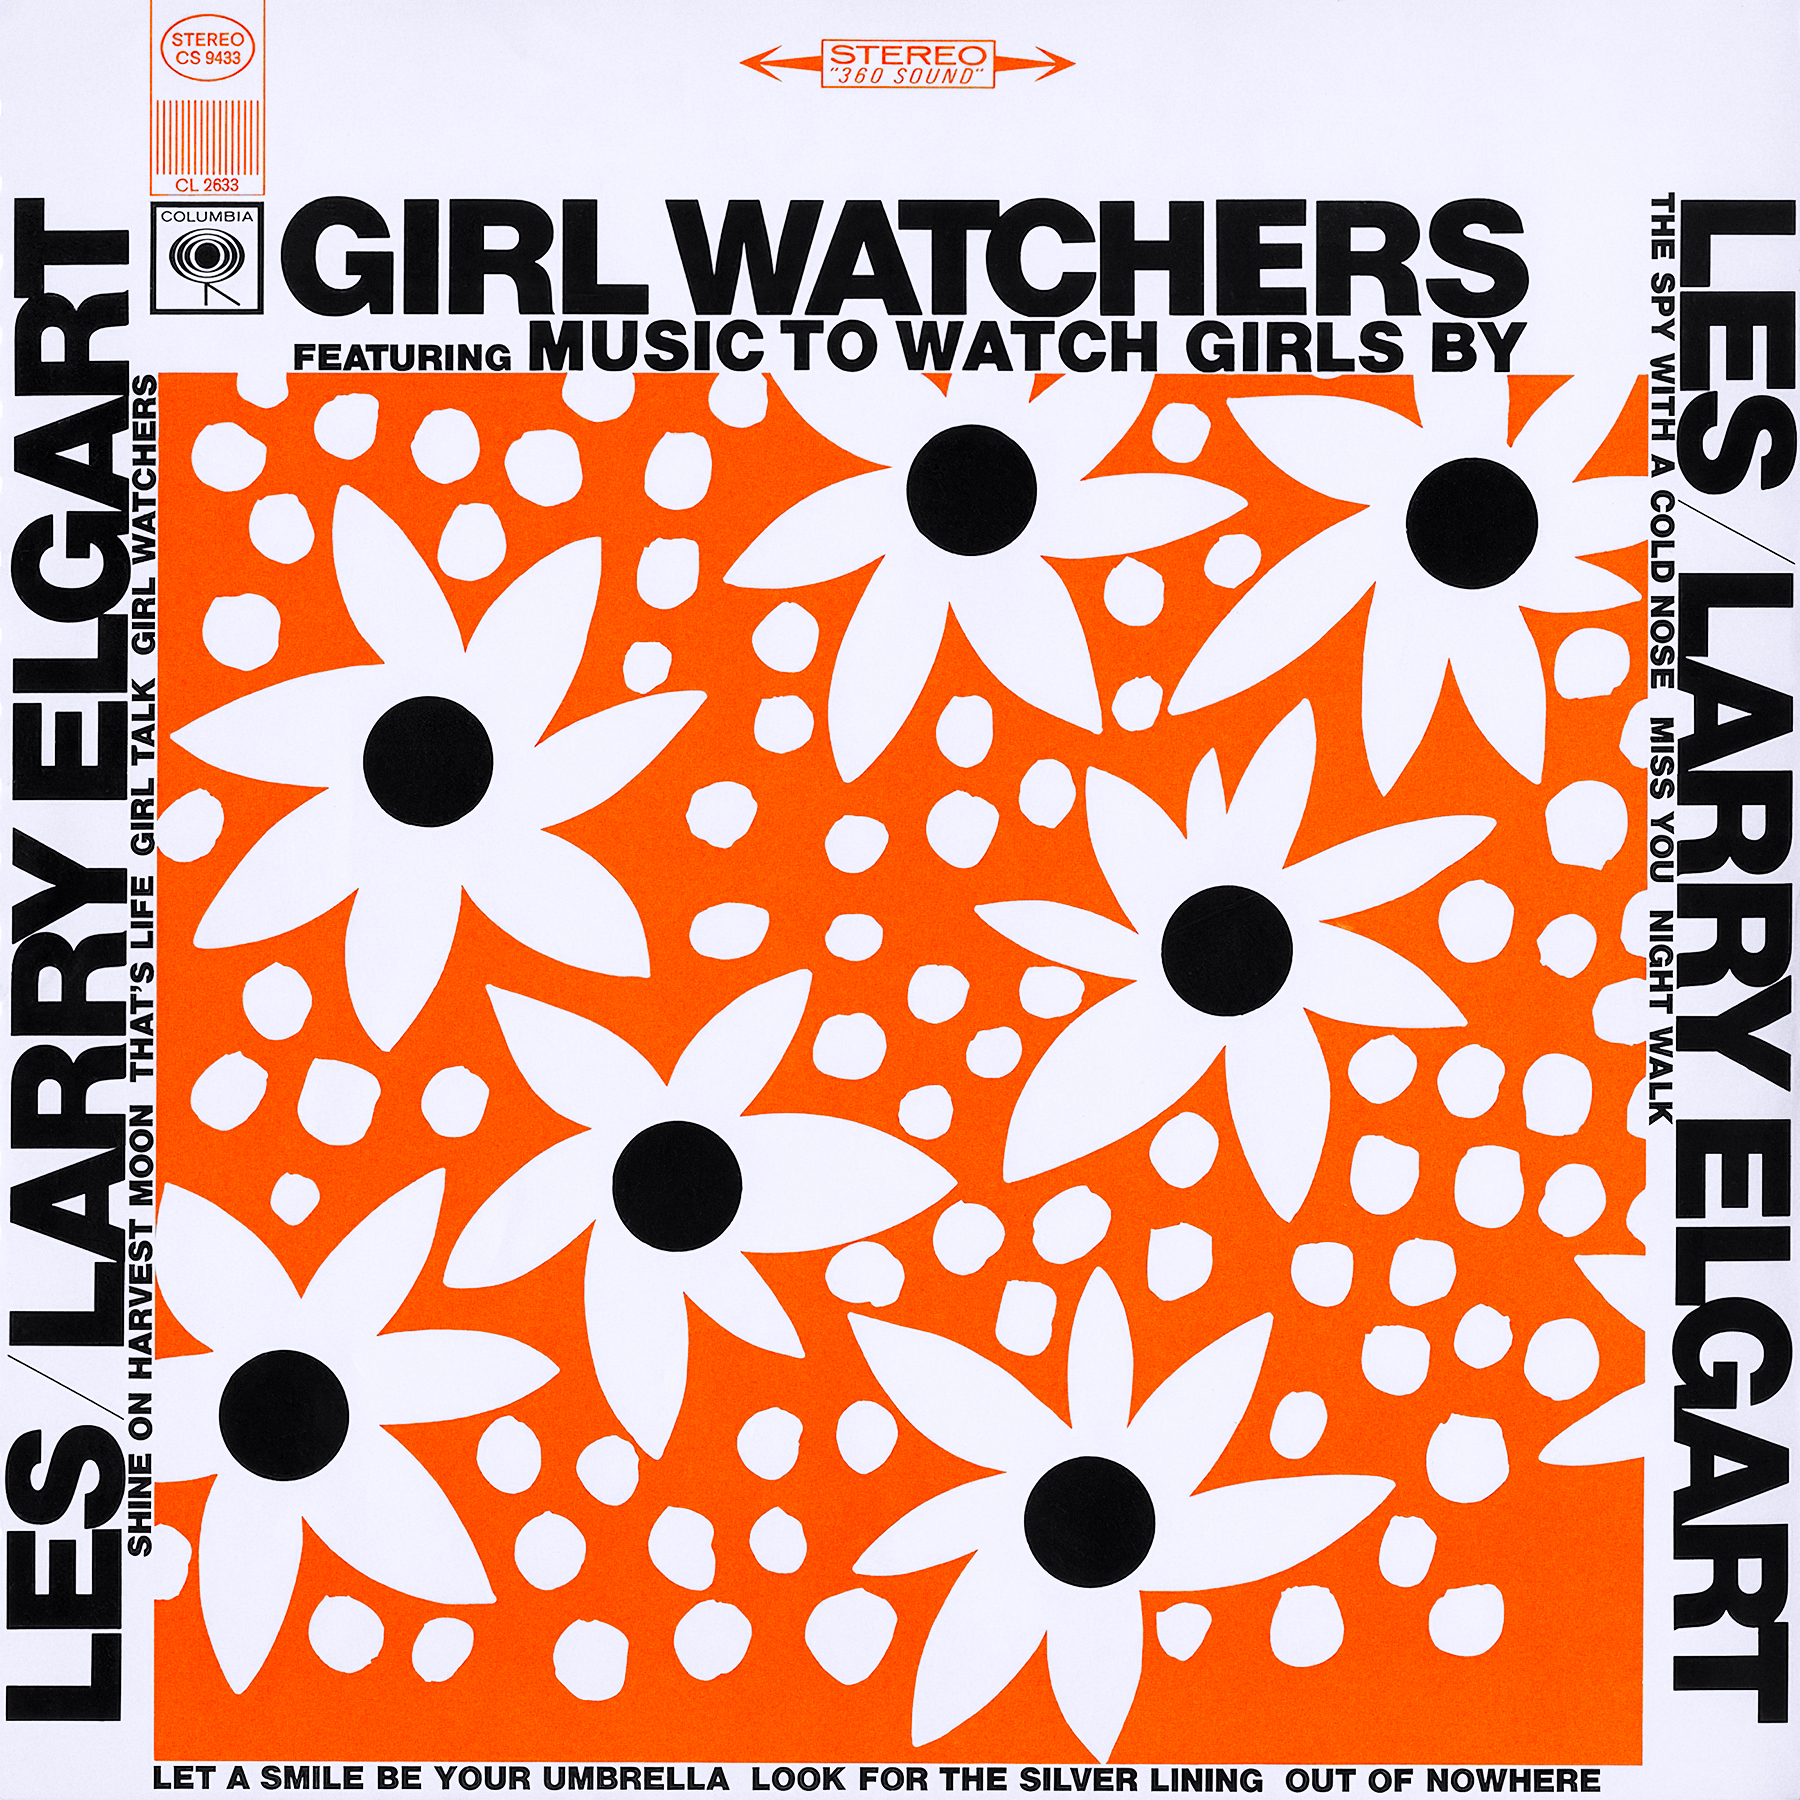 STEREO
CS 9433
CL 2633
STEREO
"360 SOUND"
COLUMBIA
GIRL WATCHERS
FEATURING MUSIC TO WATCH GIRLS BY
LES/LARRY ELGART
SHINE ON HARVEST MOON THAT'S LIFE GIRL TALK GIRL WATCHERS
THE SPY WITH A COLD NOSE MISS YOU NIGHT WALK
LES/LARRY ELGART
LET A SMILE BE YOUR UMBRELLA LOOK FOR THE SILVER LINING OUT OF NOWHERE